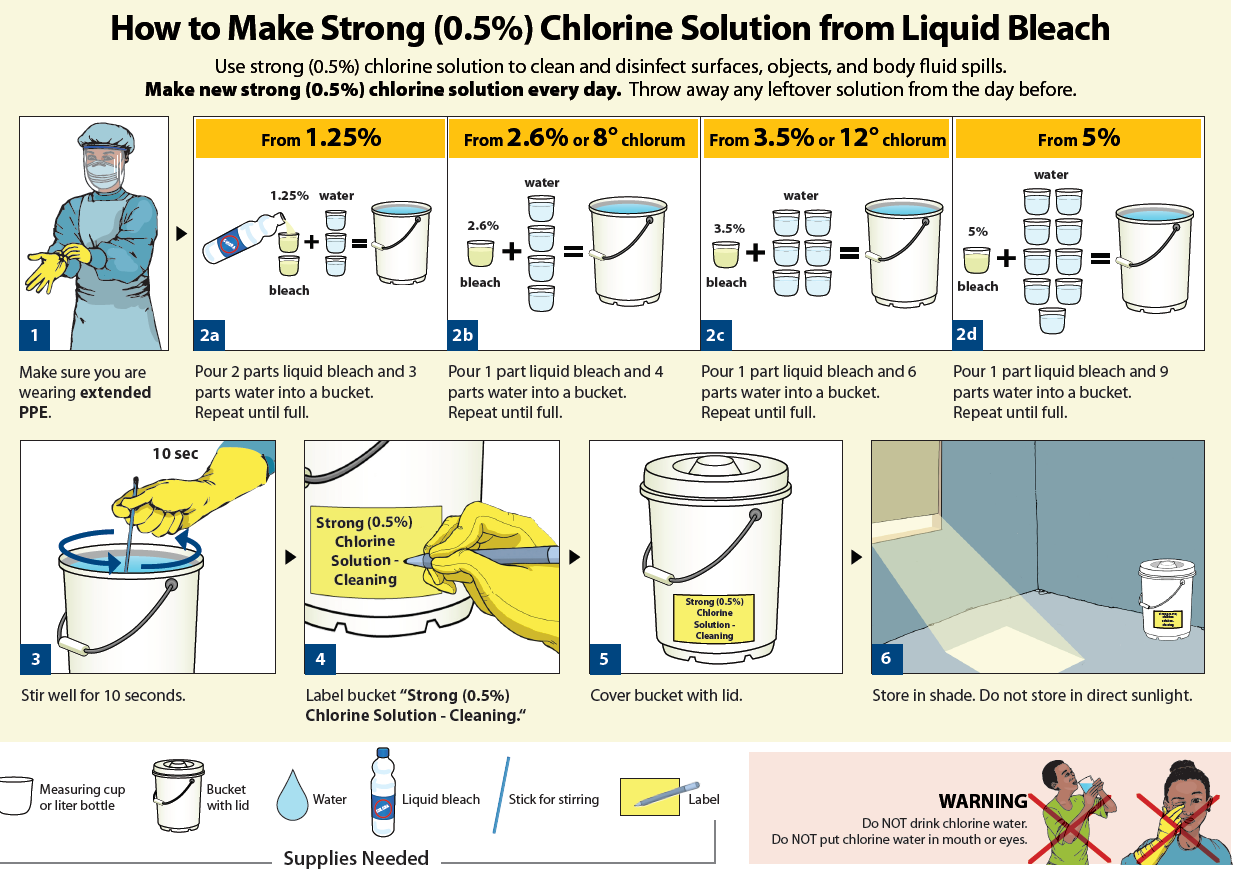 How to Make Strong (0.5%) Chlorine Solution from Liquid Bleach
Use strong (0.5%) chlorine solution to clean and disinfect surfaces, objects, and body fluid spills.
Make new strong (0.5%) chlorine solution every day. Throw away any leftover solution from the day before.
1
Make sure you are
wearing extended
PPE.
From 1.25%
1.25%
water
bleach
+
=
2a
Pour 2 parts liquid bleach and 3
parts water into a bucket.
Repeat until full.
From 2.6% or 8° chlorum
water
2.6%
+
=
bleach
2b
Pour 1 part liquid bleach and 4
parts water into a bucket.
Repeat until full.
From 3.5% or 12° chlorum
water
3.5%
+
=
bleach
2c
Pour 1 part liquid bleach and 6
parts water into a bucket.
Repeat until full.
From 5%
water
5%
+
=
bleach
2d
Pour 1 part liquid bleach and 9
parts water into a bucket.
Repeat until full.
10 sec
3
Stir well for 10 seconds.
Strong (0.5%)
Chlorine
Solution -
Cleaning
4
Label bucket “Strong (0.5%)
Chlorine Solution - Cleaning.“
Strong (0.5%)
Chlorine
Solution -
Cleaning
5
Cover bucket with lid.
6
Store in shade. Do not store in direct sunlight.
Measuring cup
or liter bottle
Bucket
with lid
Water
Liquid bleach
Stick for stirring
Label
Supplies Needed
WARNING
Do NOT drink chlorine water.
Do NOT put chlorine water in mouth or eyes.